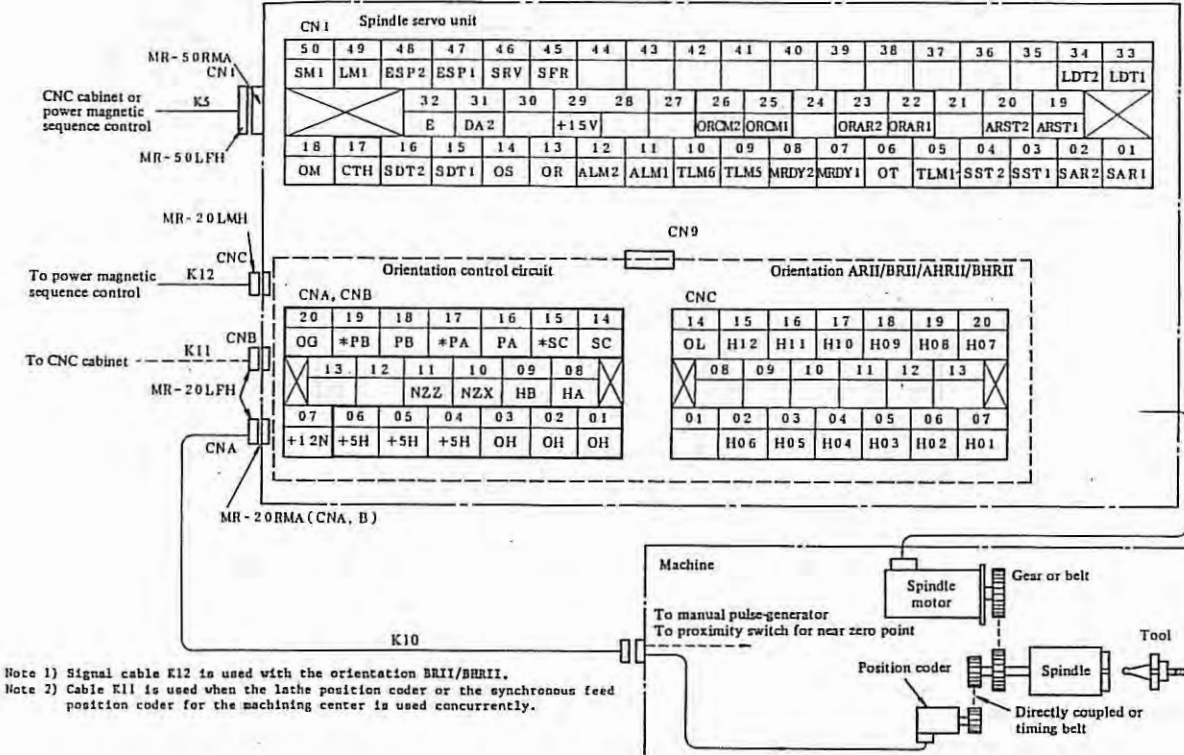 CN1 Spindle servo unit
50 49 48 47 46 45 44 43 42 41 40 39 38 37 36 35 34 33
SM1 LM1 ESP2 ESP1 SRV SFR LDT2 LDT1
32 31 30 29 28 27 26 25 24 23 22 21 20 19
E DA2 +15V ORCM2 ORCM1 ORAR2 ORAR1 ARST2 ARST1
18 17 16 15 14 13 12 11 10 09 08 07 06 05 04 03 02 01
OM CTH SDT2 SDT1 OS OR ALM2 ALM1 TLM6 TLM5 MRDY2 MRDY1 OT TLM1 SST2 SST1 SAR2 SAR1
MR-50RMA
CN1
CNC cabinet or
power magnetic
sequence control
K5
MR-50LFH
MR-20LMH
CNC
To power magnetic
sequence control
K12
CNB
To CNC cabinet
K11
MR-20LFH
CNA
MR-20RMA(CNA, B)
CN9
Orientation control circuit
Orientation ARII/BRII/AHRII/BHRII
CNA, CNB
20 19 18 17 16 15 14
OG *PB PB *PA PA *SC SC
13 12 11 10 09 08
NZZ NZX HB HA
07 06 05 04 03 02 01
+12N +5H +5H +5H OH OH OH
CNC
14 15 16 17 18 19 20
OL H12 H11 H10 H09 H08 H07
08 09 10 11 12 13
01 02 03 04 05 06 07
H06 H05 H04 H03 H02 H01
Machine
Spindle
motor
Gear or belt
To manual pulse-generator
To proximity switch for near zero point
K10
Tool
Position coder
Spindle
Directly coupled or
timing belt
Note 1) Signal cable K12 is used with the orientation BRII/BHRII.
Note 2) Cable K11 is used when the lathe position coder or the synchronous feed
position coder for the machining center is used concurrently.